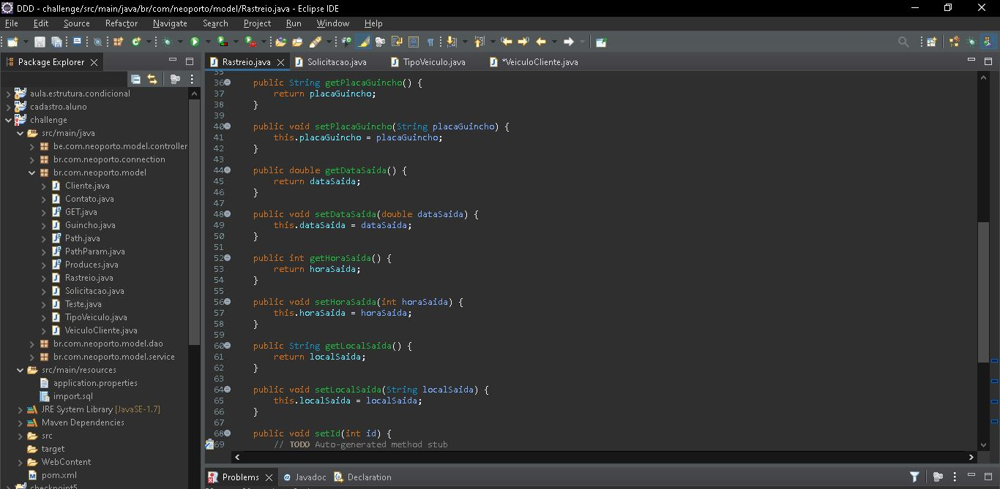 DDD - challenge/src/main/java/br/com/neoporto/model/Rastreio.java - Eclipse IDE
File Edit Source Refactor Navigate Search Project Run Window Help
Package Explorer
aula.estrutura.condicional
cadastro.aluno
challenge
src/main/java
be.com.neoporto.model.controller
br.com.neoporto.connection
br.com.neoporto.model
Cliente.java
Contato.java
GET.java
Guincho.java
Path.java
PathParam.java
Produces.java
Rastreio.java
Solicitacao.java
Teste.java
TipoVeiculo.java
VeiculoCliente.java
br.com.neoporto.model.dao
br.com.neoporto.model.service
src/main/resources
application.properties
import.sql
JRE System Library [JavaSE-1.7]
Maven Dependencies
src
target
WebContent
pom.xml
checkpoint5
Rastreio.java Solicitacao.java TipoVeiculo.java *VeiculoCliente.java
35
36 public String getPlacaGuincho() {
37 return placaGuincho;
38 }
39
40 public void setPlacaGuincho(String placaGuincho) {
41 this.placaGuincho = placaGuincho;
42 }
43
44 public double getDataSaida() {
45 return dataSaida;
46 }
47
48 public void setDataSaida(double dataSaida) {
49 this.dataSaida = dataSaida;
50 }
51
52 public int getHoraSaida() {
53 return horaSaida;
54 }
55
56 public void setHoraSaida(int horaSaida) {
57 this.horaSaida = horaSaida;
58 }
59
60 public String getLocalSaida() {
61 return localSaida;
62 }
63
64 public void setLocalSaida(String localSaida) {
65 this.localSaida = localSaida;
66 }
67
68 public void setId(int id) {
69 // TODO Auto-generated method stub
Problems Javadoc Declaration